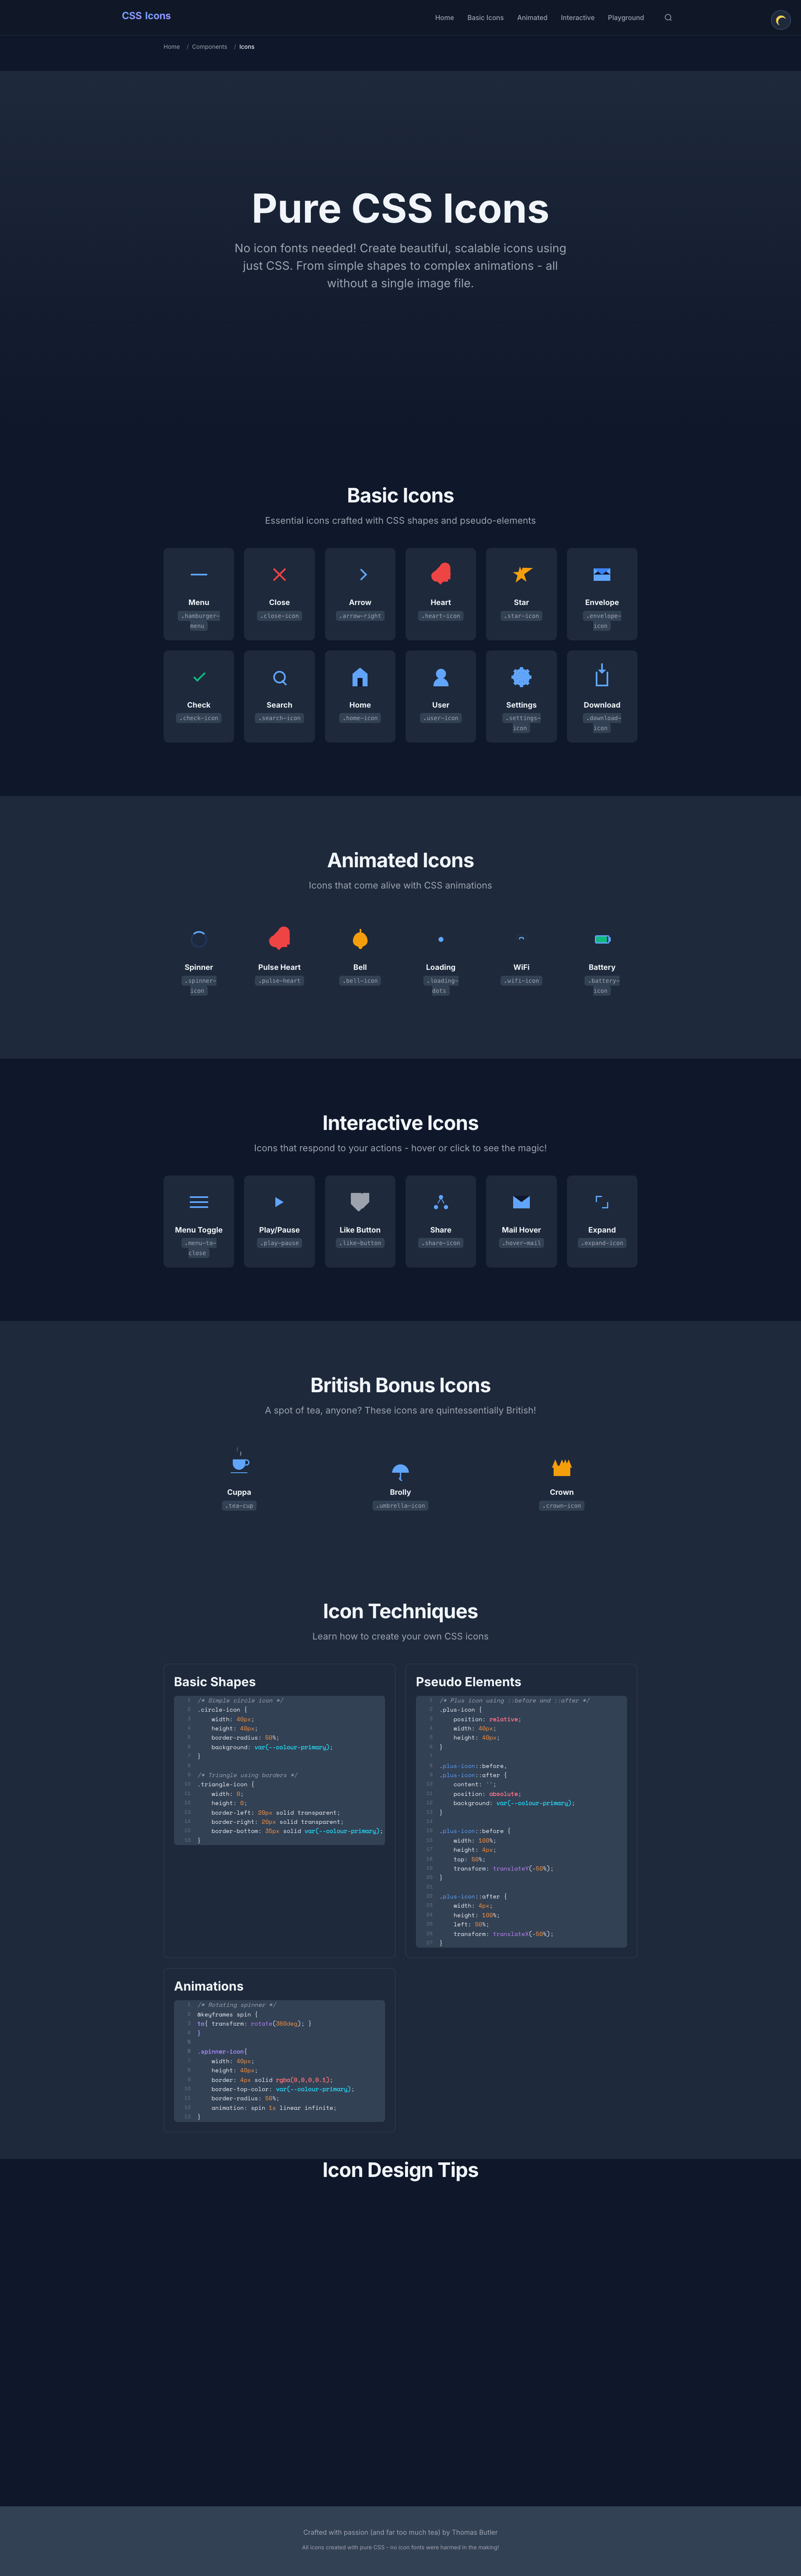 CSS Icons
Home
Basic Icons
Animated
Interactive
Playground
Home / Components / Icons
Pure CSS Icons
No icon fonts needed! Create beautiful, scalable icons using
just CSS. From simple shapes to complex animations - all
without a single image file.
Basic Icons
Essential icons crafted with CSS shapes and pseudo-elements
Menu
.hamburger-
menu
Close
.close-icon
Arrow
.arrow-right
Heart
.heart-icon
Star
.star-icon
Envelope
.envelope-
icon
Check
.check-icon
Search
.search-icon
Home
.home-icon
User
.user-icon
Settings
.settings-
icon
Download
.download-
icon
Animated Icons
Icons that come alive with CSS animations
Spinner
.spinner-
icon
Pulse Heart
.pulse-heart
Bell
.bell-icon
Loading
.loading-
dots
WiFi
.wifi-icon
Battery
.battery-
icon
Interactive Icons
Icons that respond to your actions - hover or click to see the magic!
Menu Toggle
.menu-to-
close
Play/Pause
.play-pause
Like Button
.like-button
Share
.share-icon
Mail Hover
.hover-mail
Expand
.expand-icon
British Bonus Icons
A spot of tea, anyone? These icons are quintessentially British!
Cuppa
.tea-cup
Brolly
.umbrella-icon
Crown
.crown-icon
Icon Techniques
Learn how to create your own CSS icons
Basic Shapes
1 /* Simple circle icon */
2 .circle-icon {
3 width: 40px;
4 height: 40px;
5 border-radius: 50%;
6 background: var(--colour-primary);
7 }
8
9 /* Triangle using borders */
10 .triangle-icon {
11 width: 0;
12 height: 0;
13 border-left: 20px solid transparent;
14 border-right: 20px solid transparent;
15 border-bottom: 35px solid var(--colour-primary);
16 }
Pseudo Elements
1 /* Plus icon using ::before and ::after */
2 .plus-icon {
3 position: relative;
4 width: 40px;
5 height: 40px;
6 }
7
8 .plus-icon::before,
9 .plus-icon::after {
10 content: '';
11 position: absolute;
12 background: var(--colour-primary);
13 }
14
15 .plus-icon::before {
16 width: 100%;
17 height: 4px;
18 top: 50%;
19 transform: translateY(-50%);
20 }
21
22 .plus-icon::after {
23 width: 4px;
24 height: 100%;
25 left: 50%;
26 transform: translateX(-50%);
27 }
Animations
1 /* Rotating spinner */
2 @keyframes spin {
3 to{ transform: rotate(360deg); }
4 }
5
6 .spinner-icon{
7 width: 40px;
8 height: 40px;
9 border: 4px solid rgba(0,0,0,0.1);
10 border-top-color: var(--colour-primary);
11 border-radius: 50%;
12 animation: spin 1s linear infinite;
13 }
Icon Design Tips
Crafted with passion (and far too much tea) by Thomas Butler
All icons created with pure CSS - no icon fonts were harmed in the making!